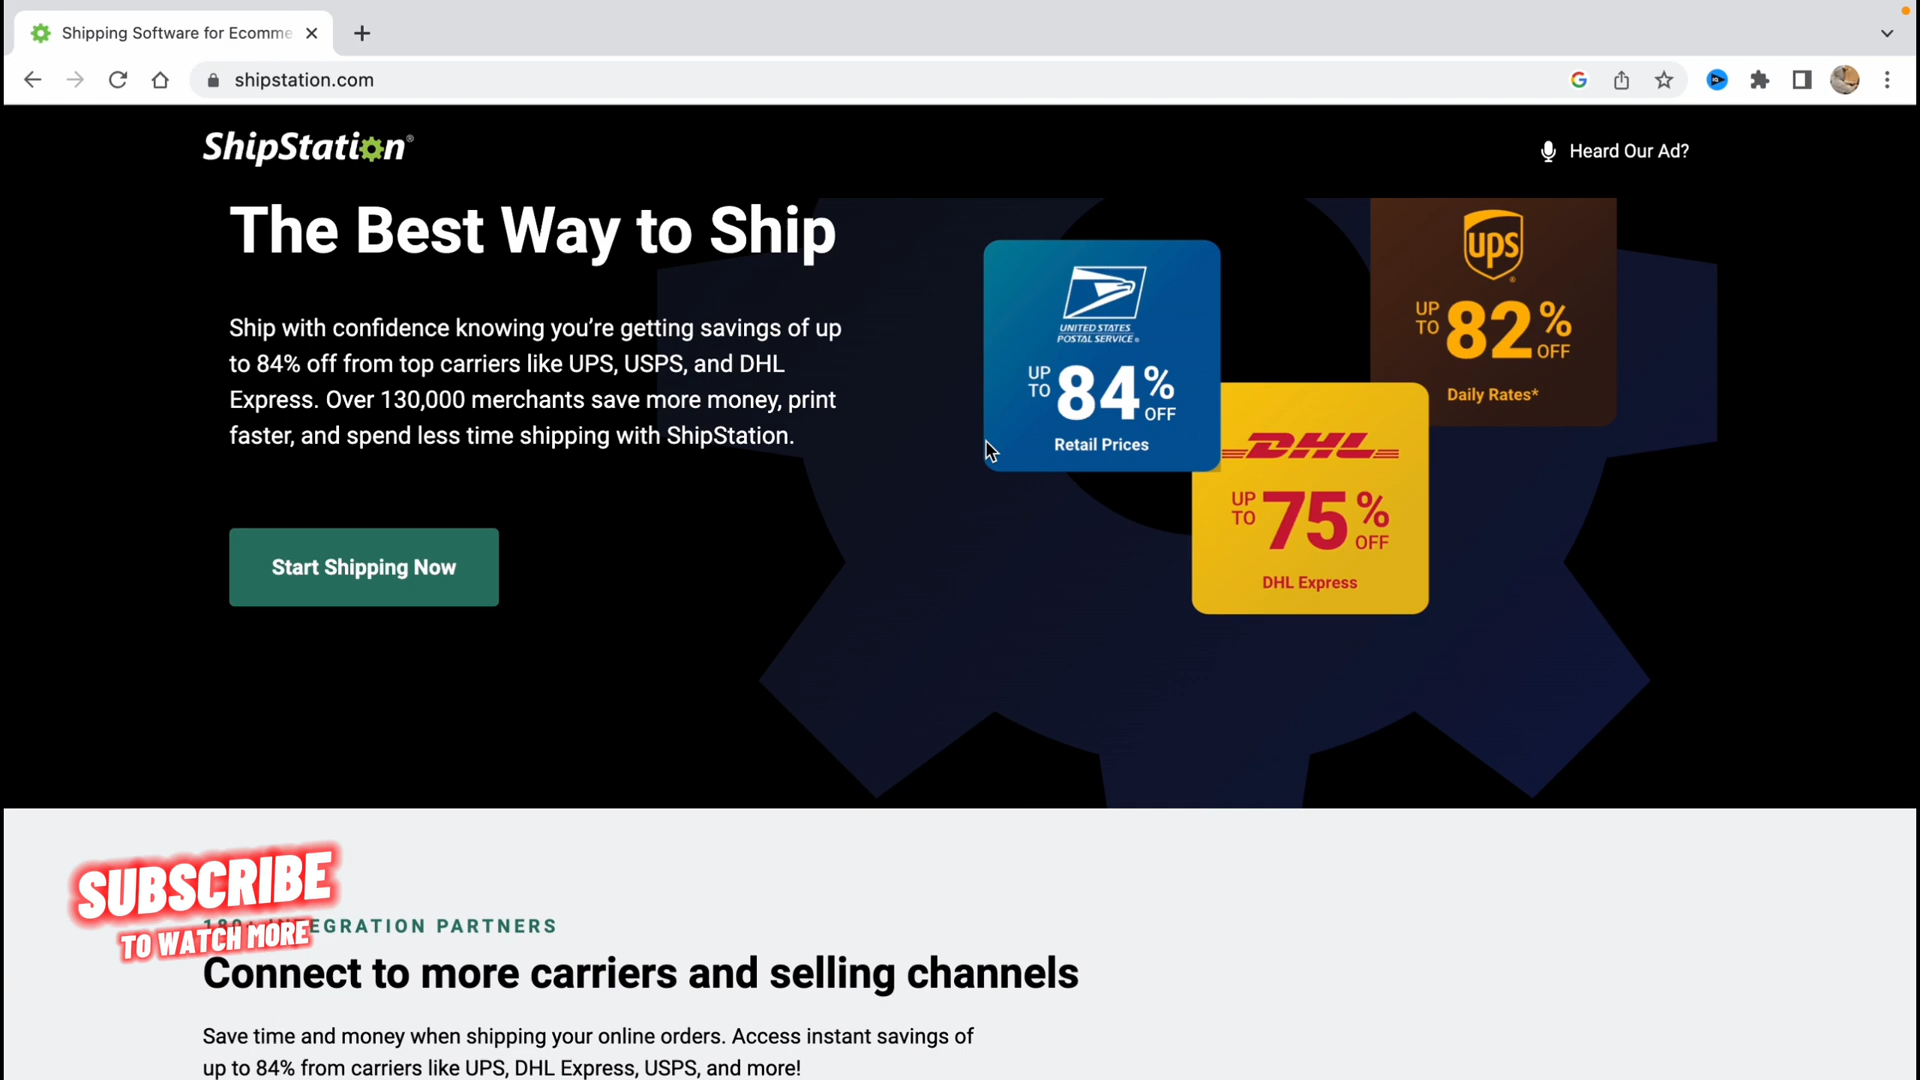 Shipping Software for Ecomme
shipstation.com
ShipStation®
Heard Our Ad?
The Best Way to Ship
Ship with confidence knowing you’re getting savings of up
to 84% off from top carriers like UPS, USPS, and DHL
Express. Over 130,000 merchants save more money, print
faster, and spend less time shipping with ShipStation.
Start Shipping Now
UNITED STATES
POSTAL SERVICE®
UP TO 84% OFF
Retail Prices
ups
UP TO 82% OFF
Daily Rates*
DHL
UP TO 75% OFF
DHL Express
SUBSCRIBE
TO WATCH MORE
PARTNERS
Connect to more carriers and selling channels
Save time and money when shipping your online orders. Access instant savings of
up to 84% from carriers like UPS, DHL Express, USPS, and more!